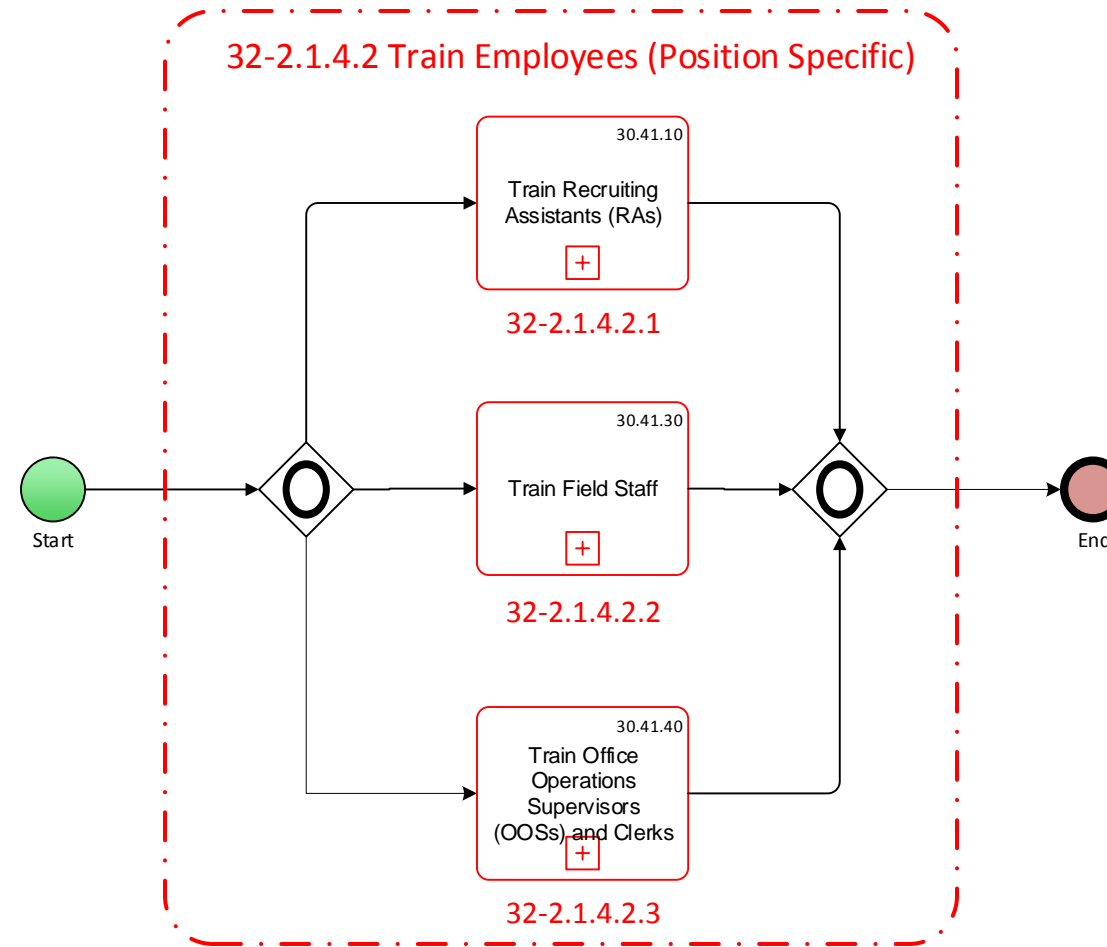 32-2.1.4.2 Train Employees (Position Specific)
30.41.10
Train Recruiting
Assistants (RAs)
32-2.1.4.2.1
30.41.30
Train Field Staff
32-2.1.4.2.2
Start
End
30.41.40
Train Office
Operations
Supervisors
(OOSs) and Clerks
32-2.1.4.2.3